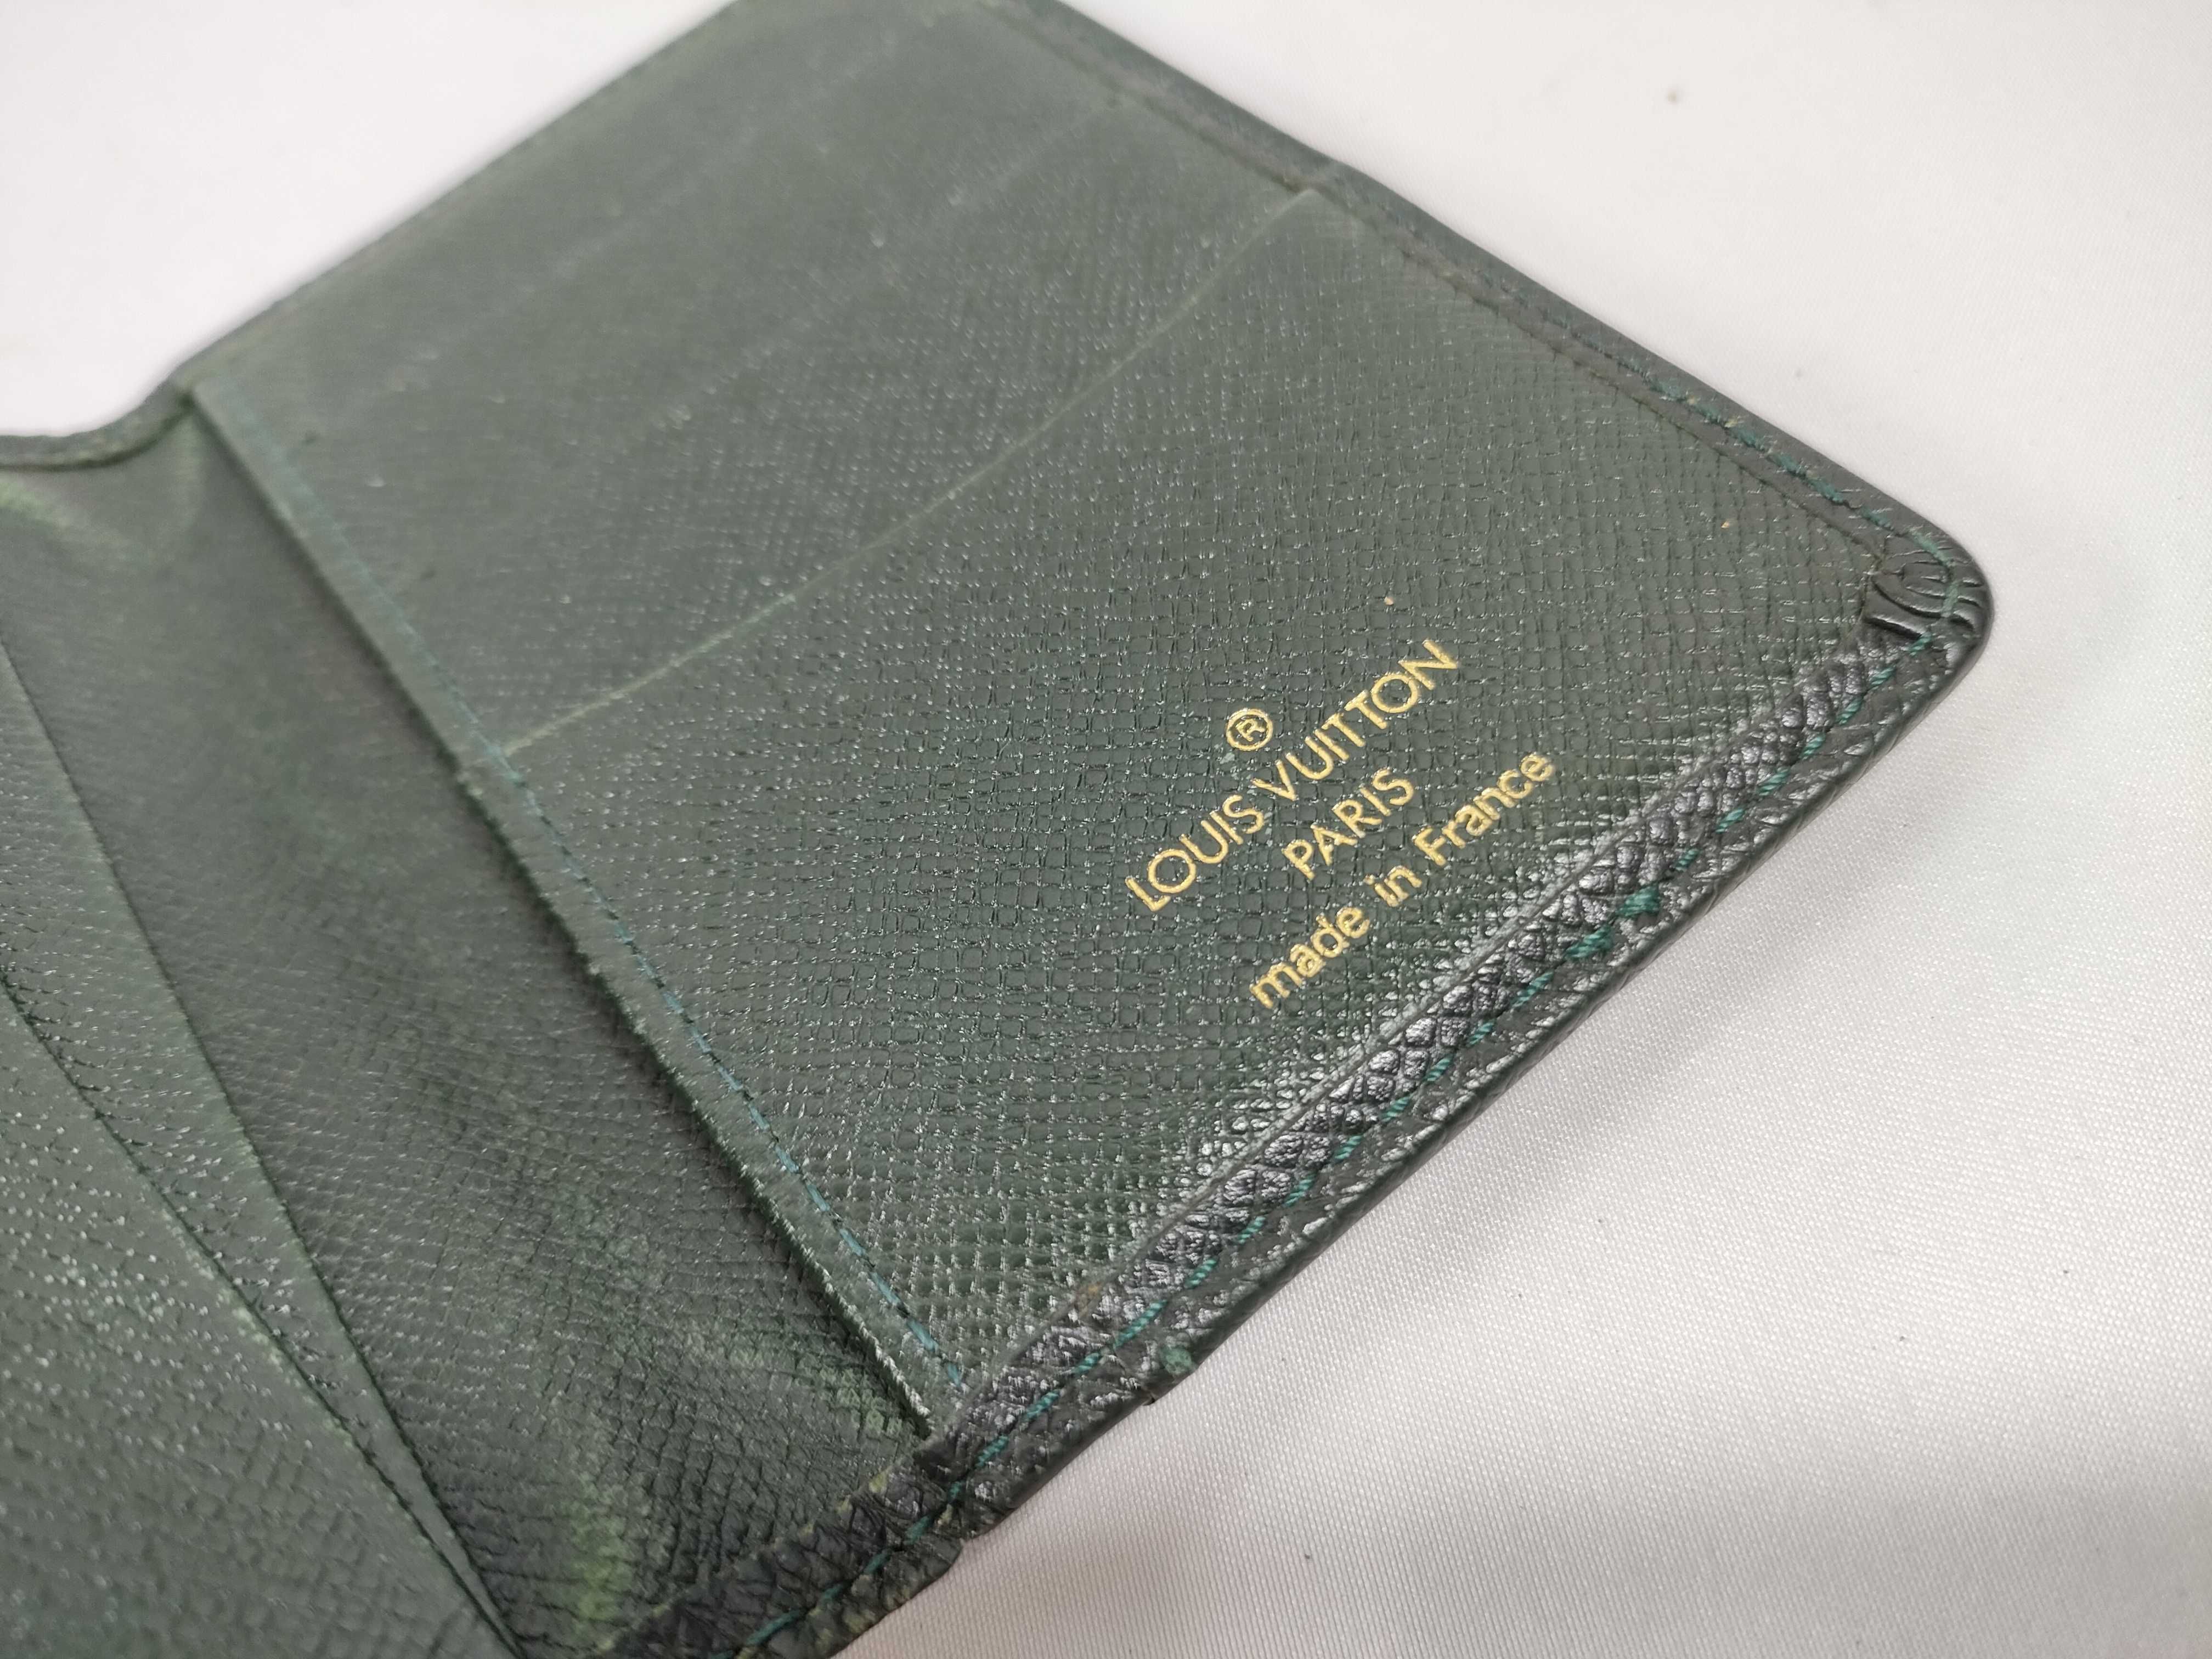 ®
LOUIS VUITTON
PARIS
made in France